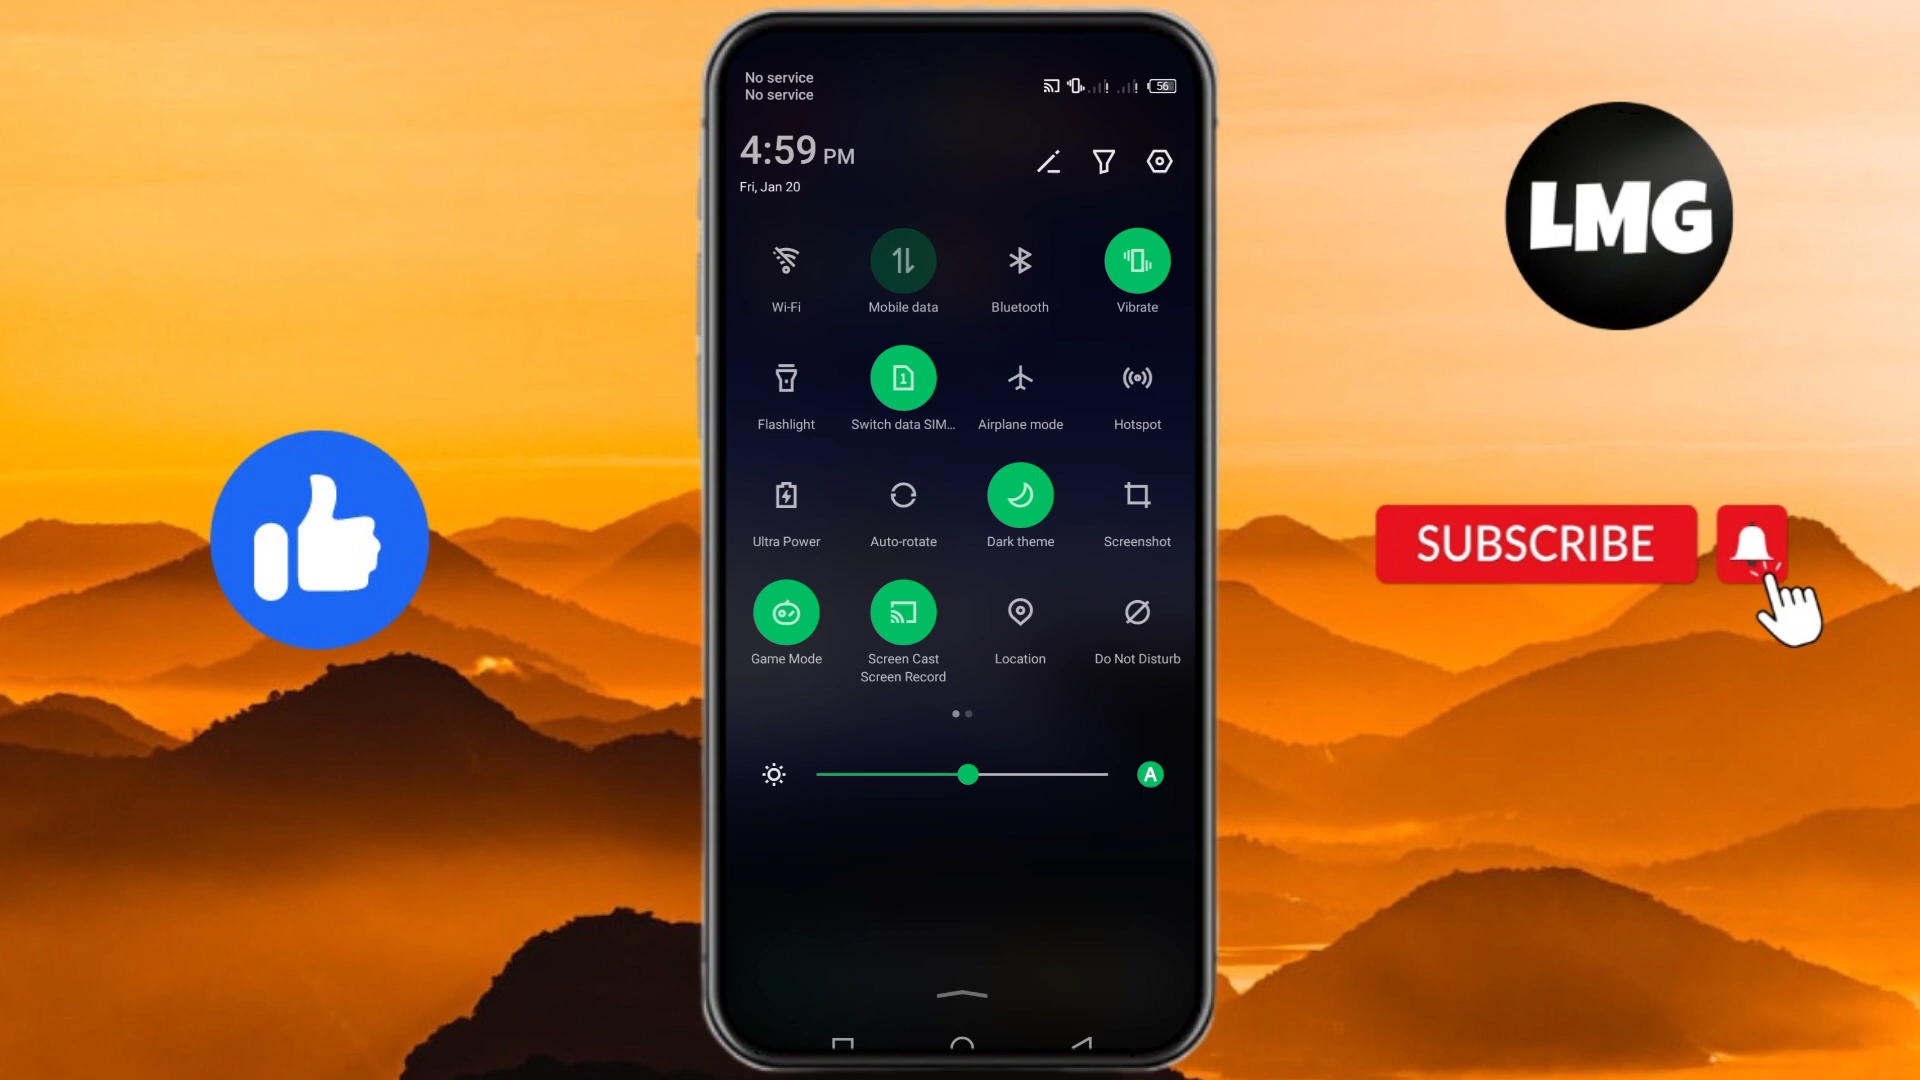 No service
No service
56
4:59 PM
Fri, Jan 20
Wi-Fi
Mobile data
Bluetooth
Vibrate
1
Flashlight
Switch data SIM...
Airplane mode
Hotspot
Ultra Power
Auto-rotate
Dark theme
Screenshot
Game Mode
Screen Cast
Screen Record
Location
Do Not Disturb
A
LMG
SUBSCRIBE